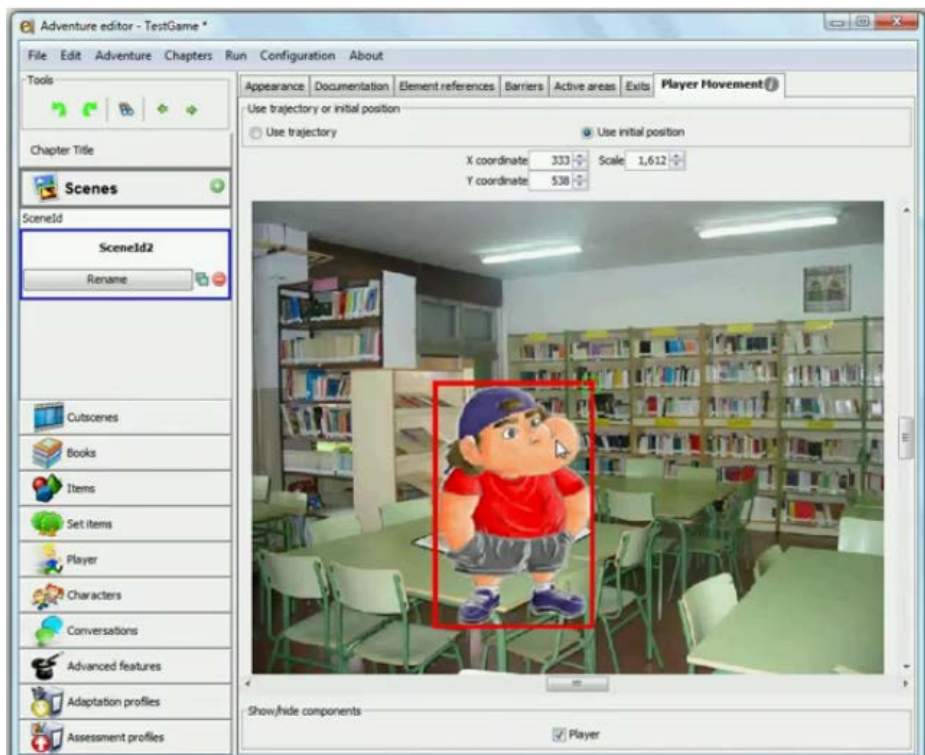 Adventure editor - TestGame *
File Edit Adventure Chapters Run Configuration About
Tools
Chapter Title
Scenes
SceneId
SceneId2
Rename
Cutscenes
Books
Items
Set items
Player
Characters
Conversations
Advanced features
Adaptation profiles
Assessment profiles
Appearance Documentation Element references Barriers Active areas Exits Player Movement
Use trajectory or initial position
Use trajectory Use initial position
X coordinate 333 Scale 1,612
Y coordinate 538
Show/hide components
Player